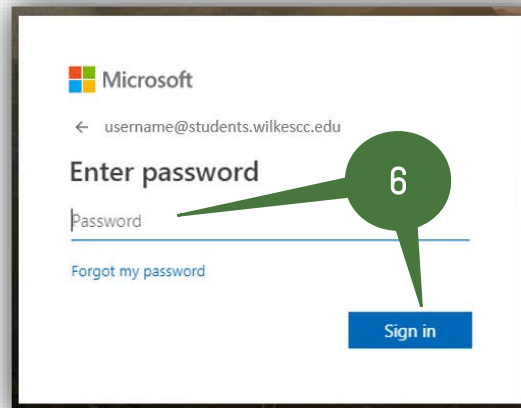 Microsoft
← username@students.wilkescc.edu
Enter password
6
Password
Forgot my password
Sign in